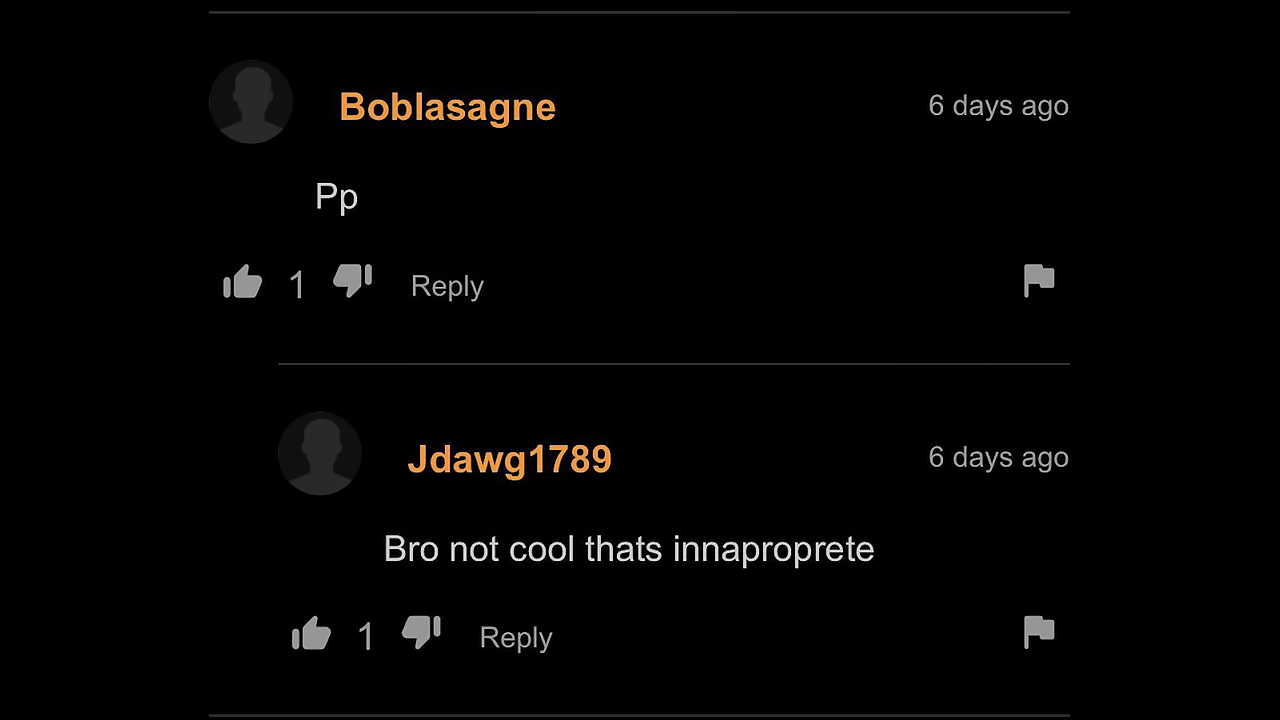 Boblasagne 6 days ago
Pp
1 Reply
Jdawg1789 6 days ago
Bro not cool thats innaproprete
1 Reply